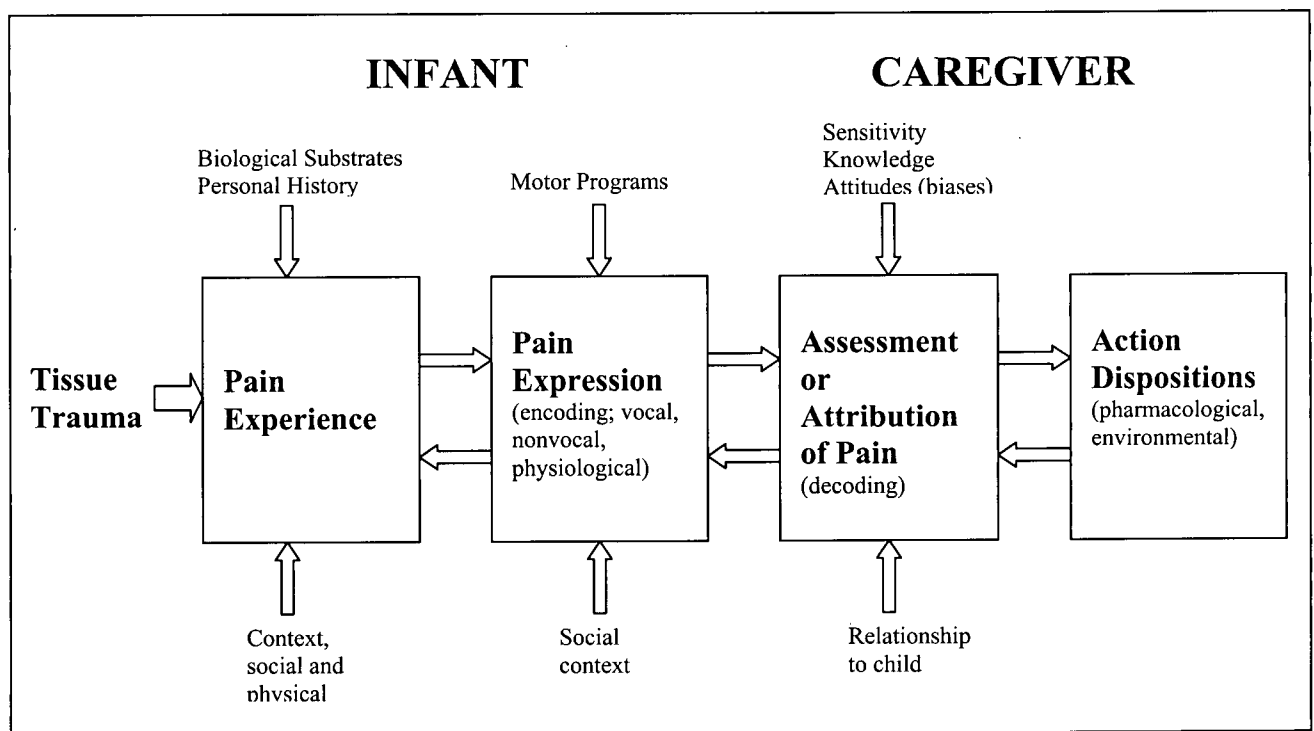 INFANT
CAREGIVER
Biological Substrates
Personal History
Motor Programs
Sensitivity
Knowledge
Attitudes (biases)
Tissue
Trauma
Pain
Experience
Pain
Expression
(encoding; vocal,
nonvocal,
physiological)
Assessment
or
Attribution
of Pain
(decoding)
Action
Dispositions
(pharmacological,
environmental)
Context,
social and
physical
Social
context
Relationship
to child